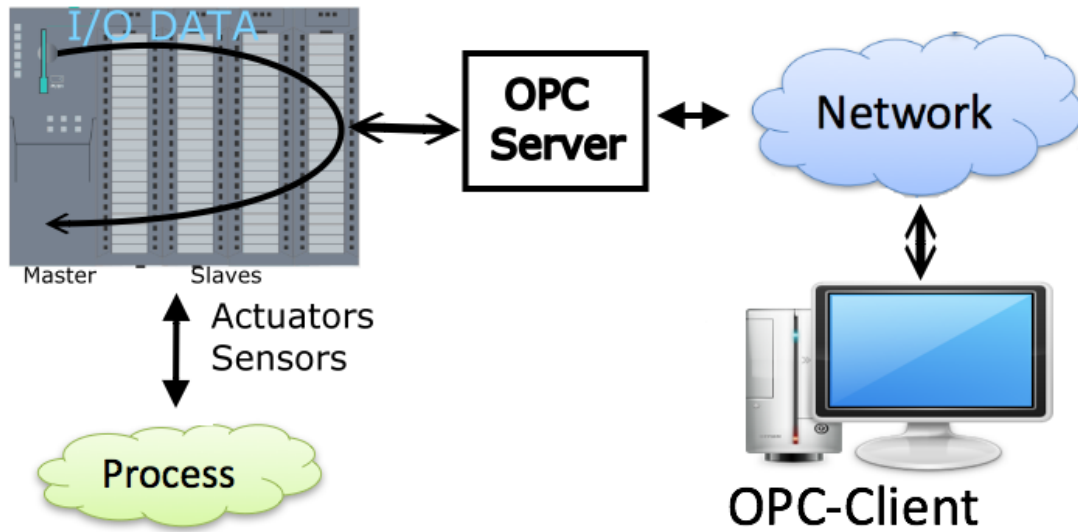 I/O DATA
OPC
Server
Network
Master
Slaves
Actuators
Sensors
Process
OPC-Client